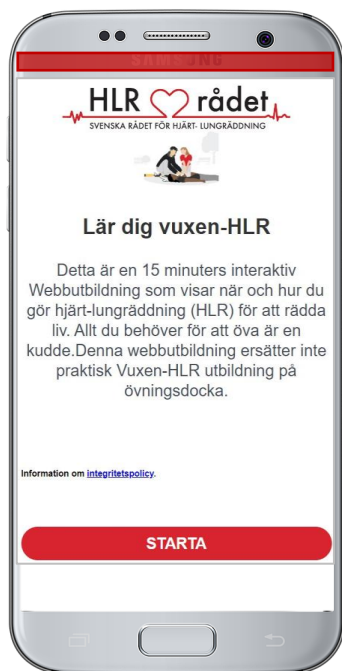 SAMSUNG
HLR rådet
SVENSKA RÅDET FÖR HJÄRT- LUNGRÄDDNING
Lär dig vuxen-HLR
Detta är en 15 minuters interaktiv
Webbutbildning som visar när och hur du
gör hjärt-lungräddning (HLR) för att rädda
liv. Allt du behöver för att öva är en
kudde.Denna webbutbildning ersätter inte
praktisk Vuxen-HLR utbildning på
övningsdocka.
Information om integritetspolicy.
STARTA